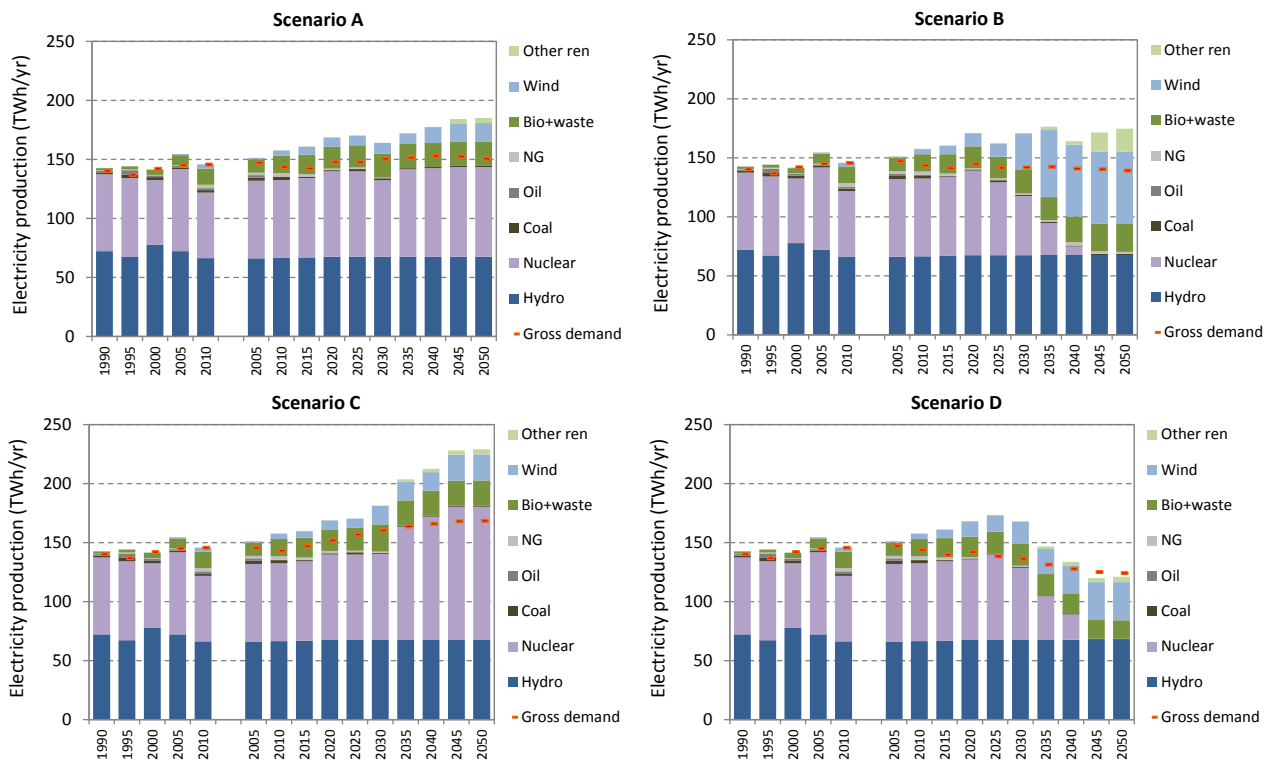 Scenario A
Electricity production (TWh/yr)
250
200
150
100
50
0
1990 1995 2000 2005 2010 2005 2010 2015 2020 2025 2030 2035 2040 2045 2050
Other ren
Wind
Bio+waste
NG
Oil
Coal
Nuclear
Hydro
Gross demand
Scenario B
Electricity production (TWh/yr)
250
200
150
100
50
0
1990 1995 2000 2005 2010 2005 2010 2015 2020 2025 2030 2035 2040 2045 2050
Other ren
Wind
Bio+waste
NG
Oil
Coal
Nuclear
Hydro
Gross demand
Scenario C
Electricity production (TWh/yr)
250
200
150
100
50
0
1990 1995 2000 2005 2010 2005 2010 2015 2020 2025 2030 2035 2040 2045 2050
Other ren
Wind
Bio+waste
NG
Oil
Coal
Nuclear
Hydro
Gross demand
Scenario D
Electricity production (TWh/yr)
250
200
150
100
50
0
1990 1995 2000 2005 2010 2005 2010 2015 2020 2025 2030 2035 2040 2045 2050
Other ren
Wind
Bio+waste
NG
Oil
Coal
Nuclear
Hydro
Gross demand